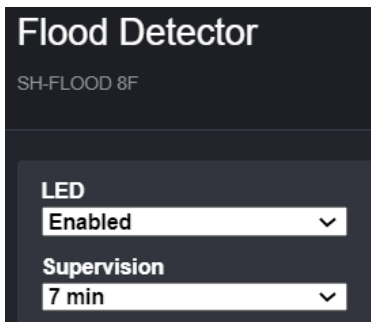 Flood Detector
SH-FLOOD 8F
LED
Enabled
Supervision
7 min